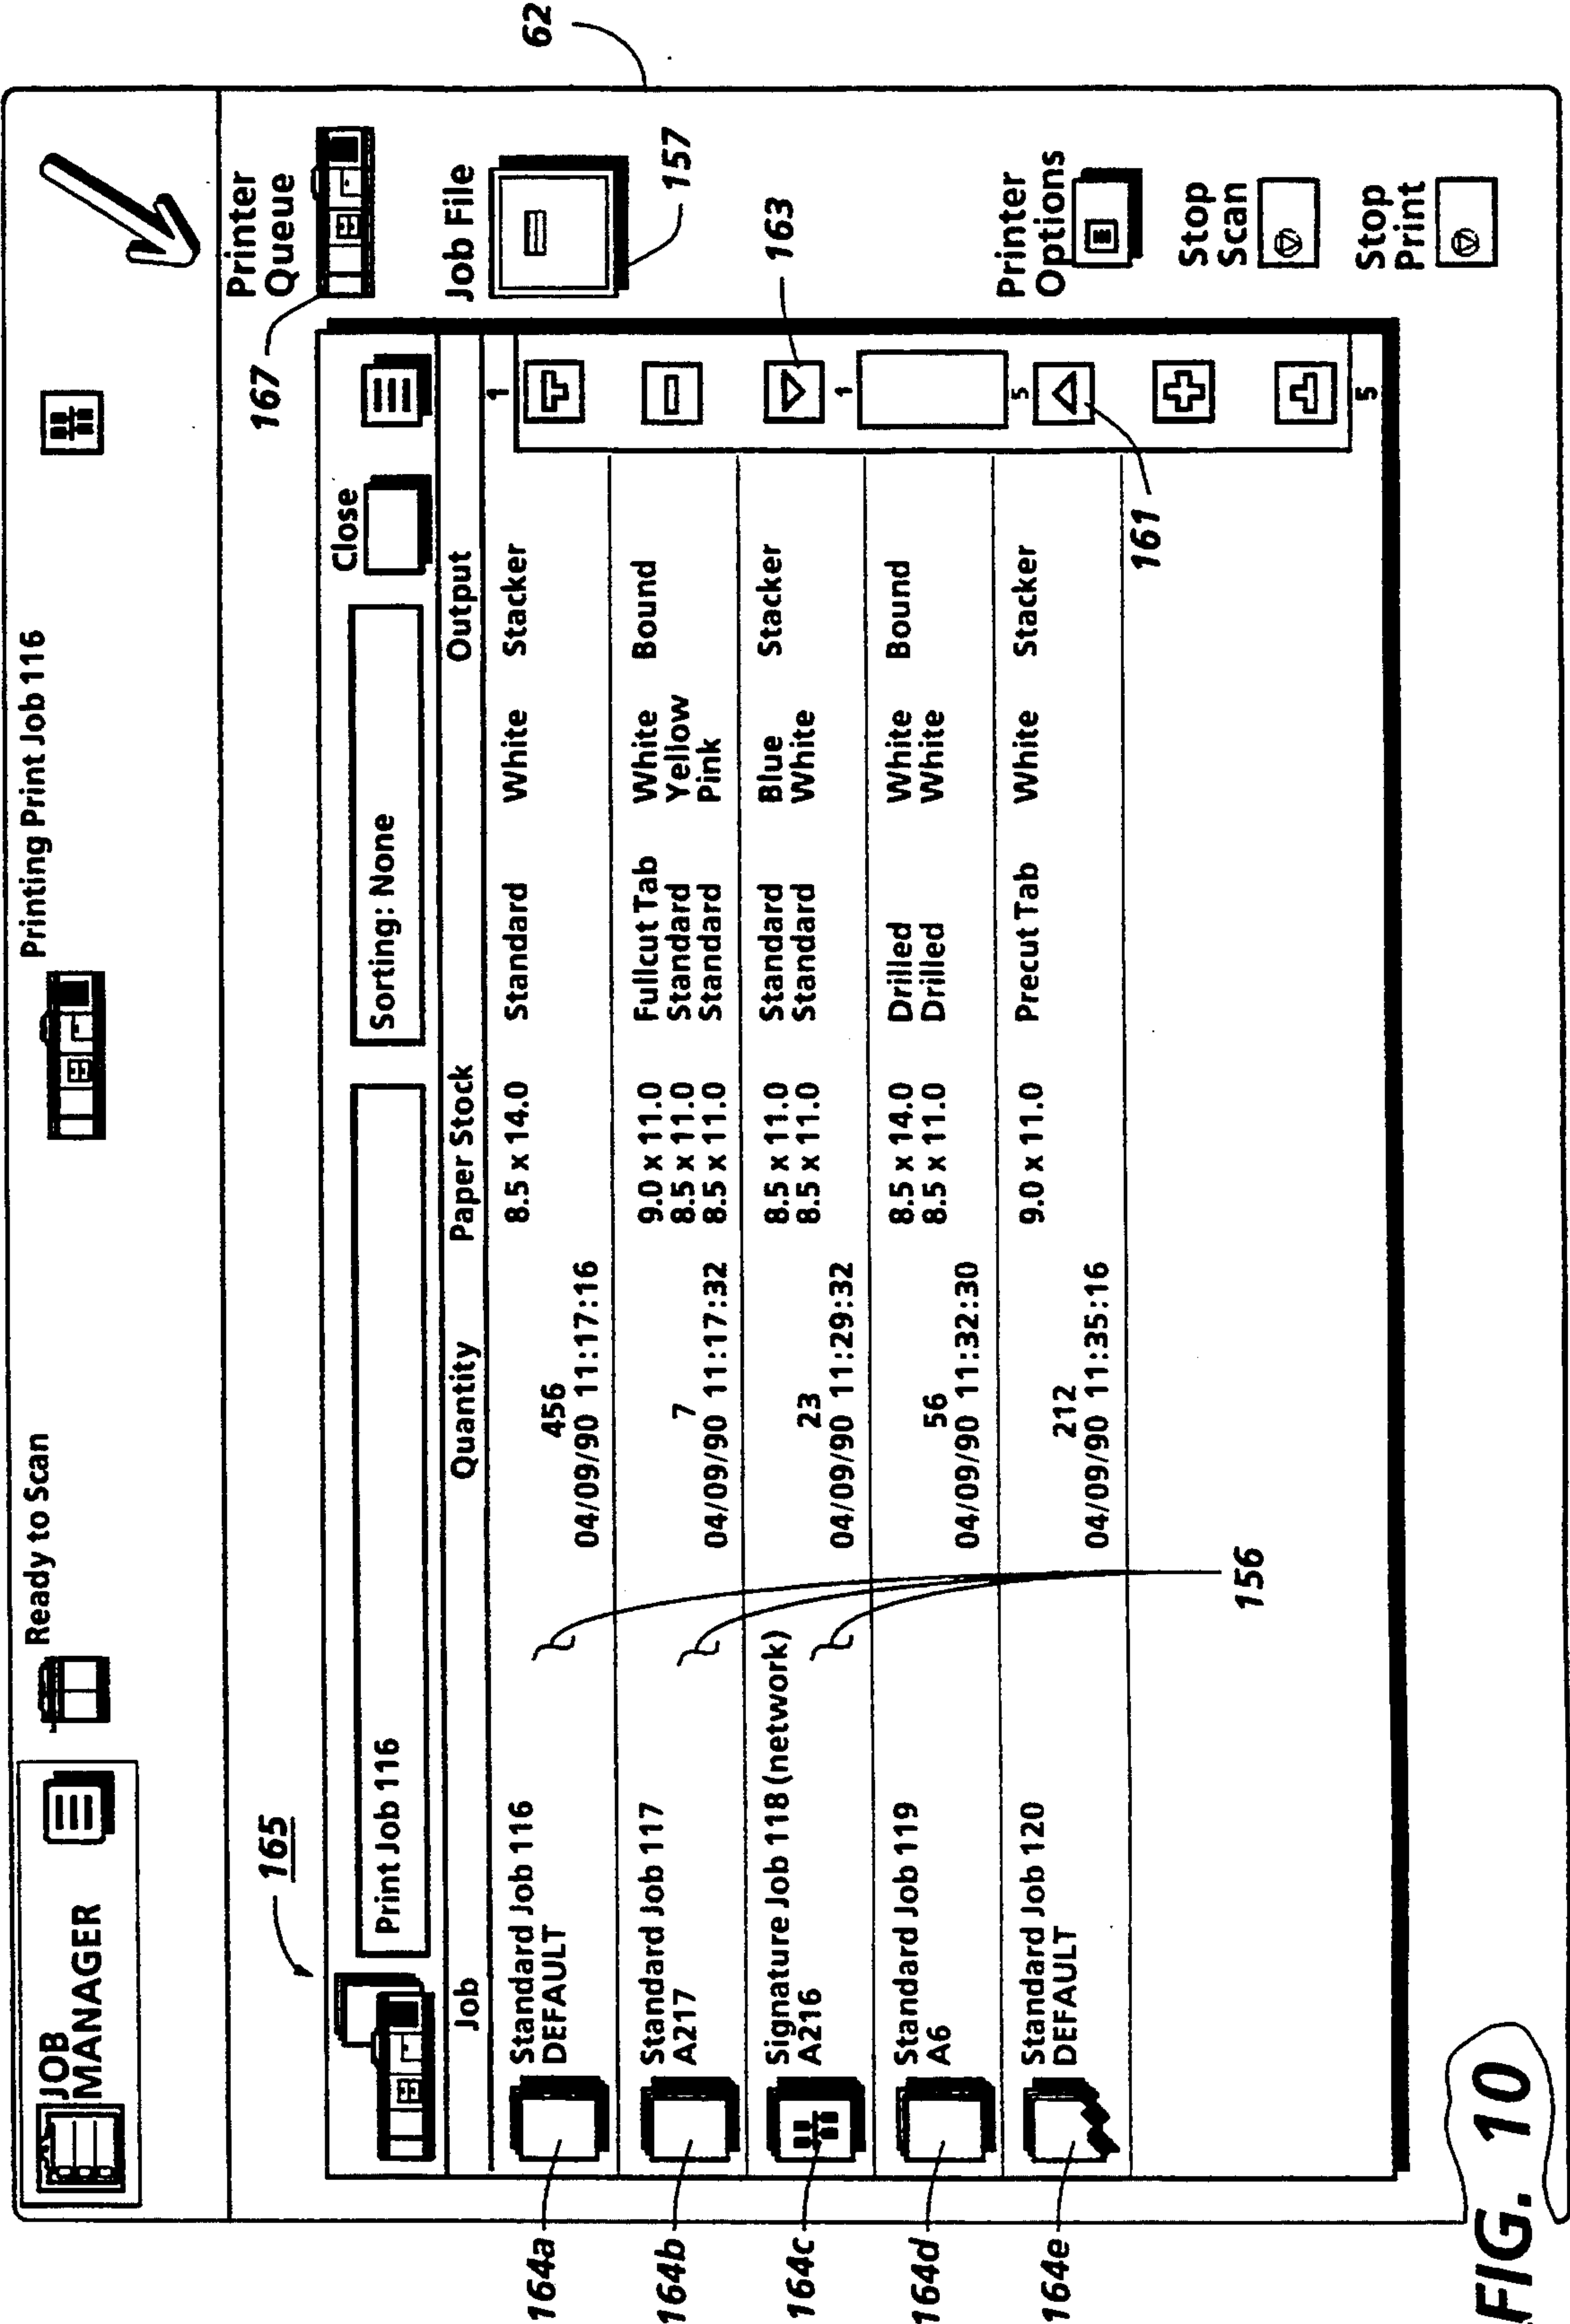 JOB
MANAGER
Ready to Scan
Printing Print Job 116
62
165
167
Printer
Queue
Print Job 116
Sorting: None
Close
Job
Quantity
Paper Stock
Output
Job File
157
1
164a
Standard Job 116
DEFAULT
456
04/09/90 11:17:16
8.5 x 14.0 Standard White Stacker
164b
Standard Job 117
A217
7
04/09/90 11:17:32
9.0 x 11.0 Fullcut Tab White Bound
8.5 x 11.0 Standard Yellow
8.5 x 11.0 Standard Pink
163
164c
Signature Job 118 (network)
A216
23
04/09/90 11:29:32
8.5 x 11.0 Standard Blue Stacker
8.5 x 11.0 Standard White
1
164d
Standard Job 119
A6
56
04/09/90 11:32:30
8.5 x 14.0 Drilled White Bound
8.5 x 11.0 Drilled White
5
Printer
Options
164e
Standard Job 120
DEFAULT
212
04/09/90 11:35:16
9.0 x 11.0 Precut Tab White Stacker
161
156
Stop
Scan
5
Stop
Print
FIG. 10